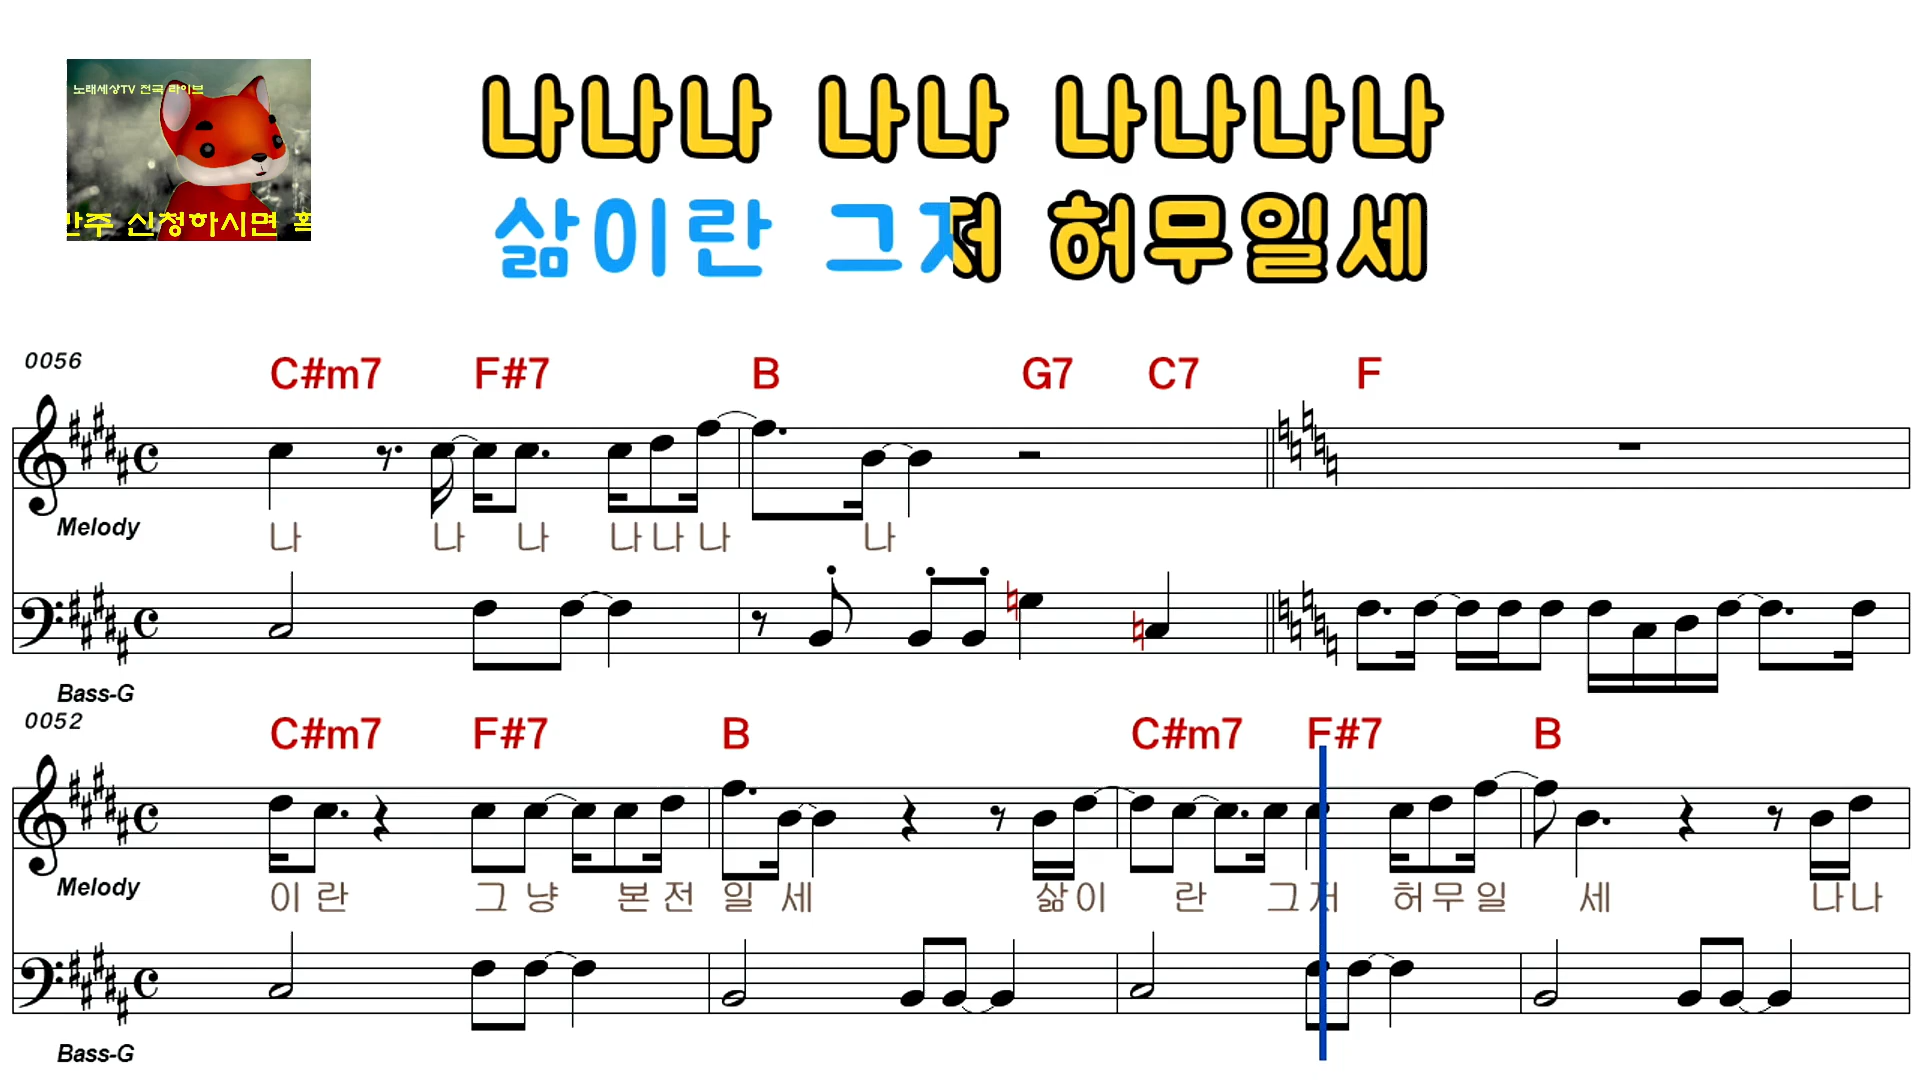 노래세상TV 전국 라이브
반주 신청하시면
나나나 나나 나나나나
삶이란 그저 허무일세
0056
C#m7 F#7 B G7 C7 F
Melody
나 나 나 나 나 나 나
Bass-G
0052
C#m7 F#7 B C#m7 F#7 B
Melody
이 란 그 냥 본 전 일 세 삶 이 란 그 저 허 무 일 세 나 나
Bass-G